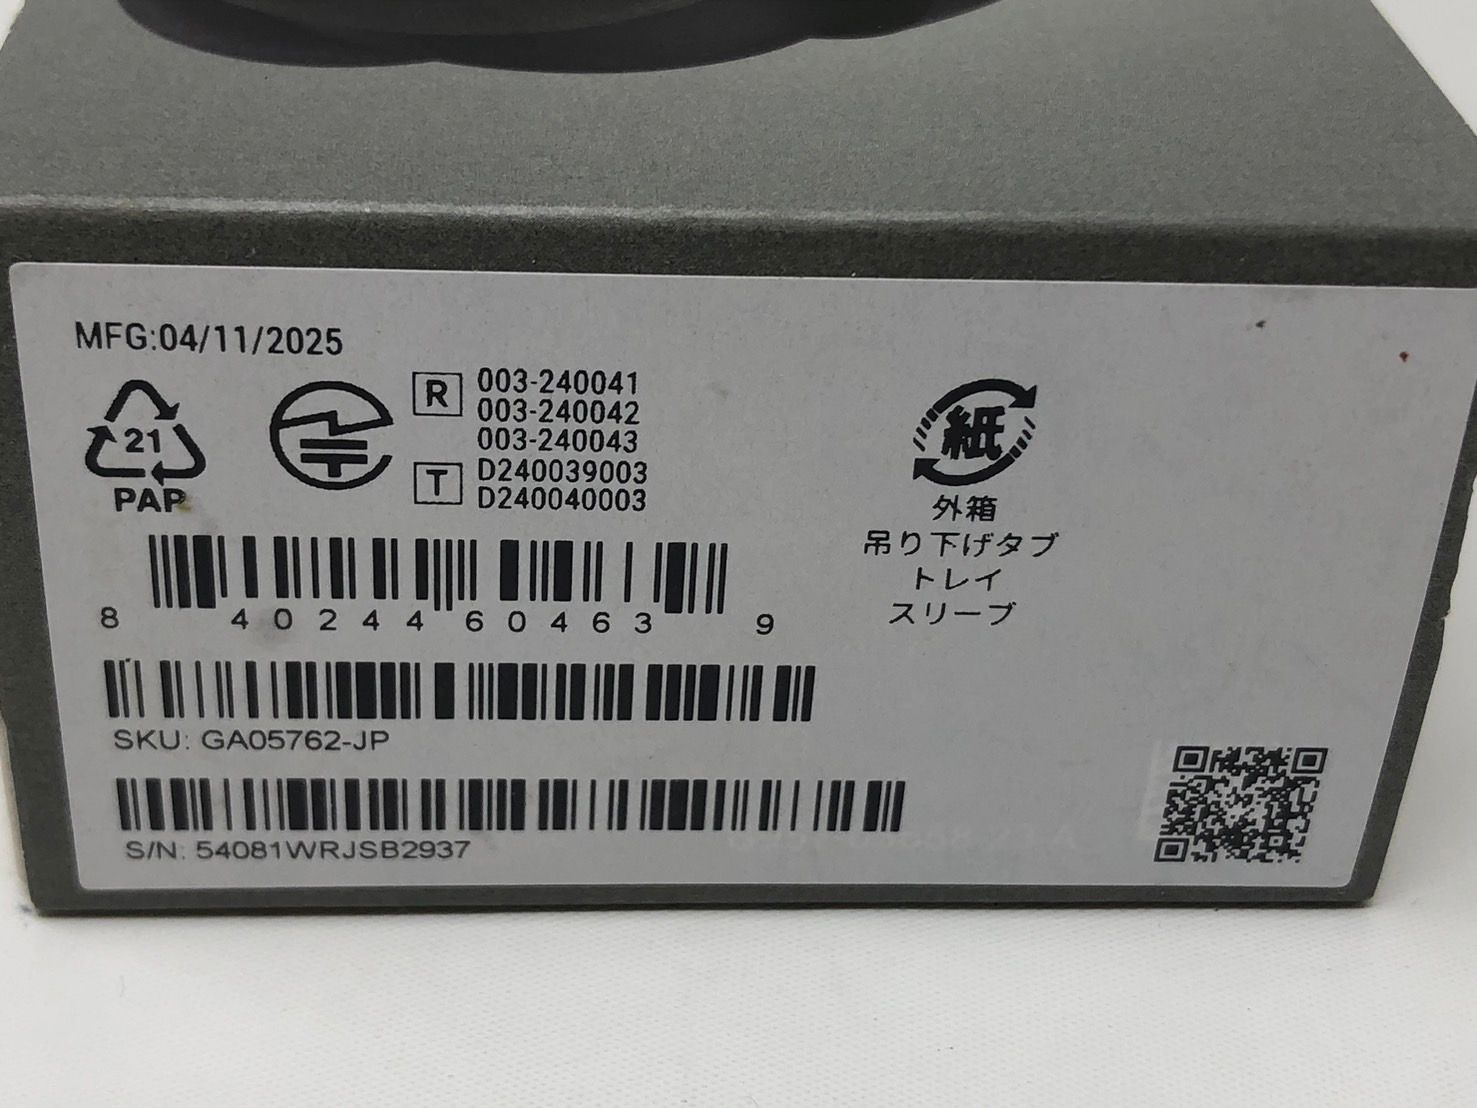 MFG:04/11/2025
21
PAP
R 003-240041
003-240042
003-240043
T D240039003
D240040003
紙
外箱
吊り下げタブ
トレイ
スリーブ
8 40244 60463 9
SKU: GA05762-JP
S/N: 54081WRJSB2937